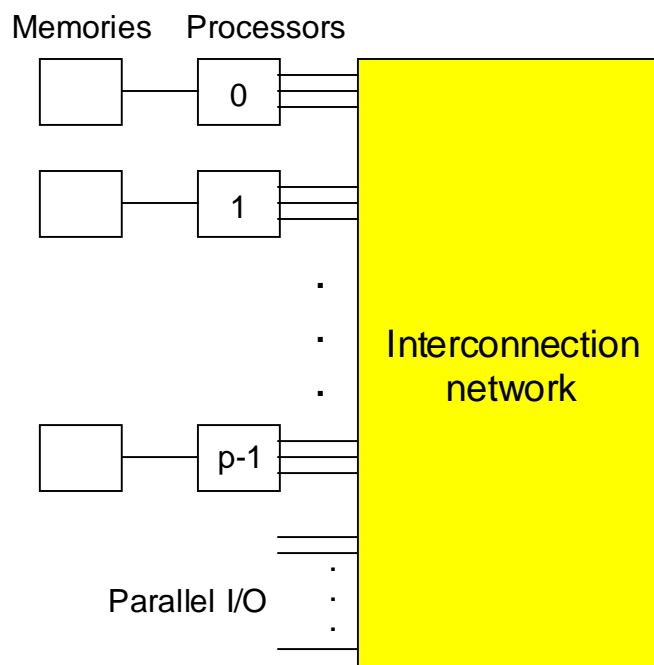 Memories Processors
0
1
Interconnection
network
p-1
Parallel I/O